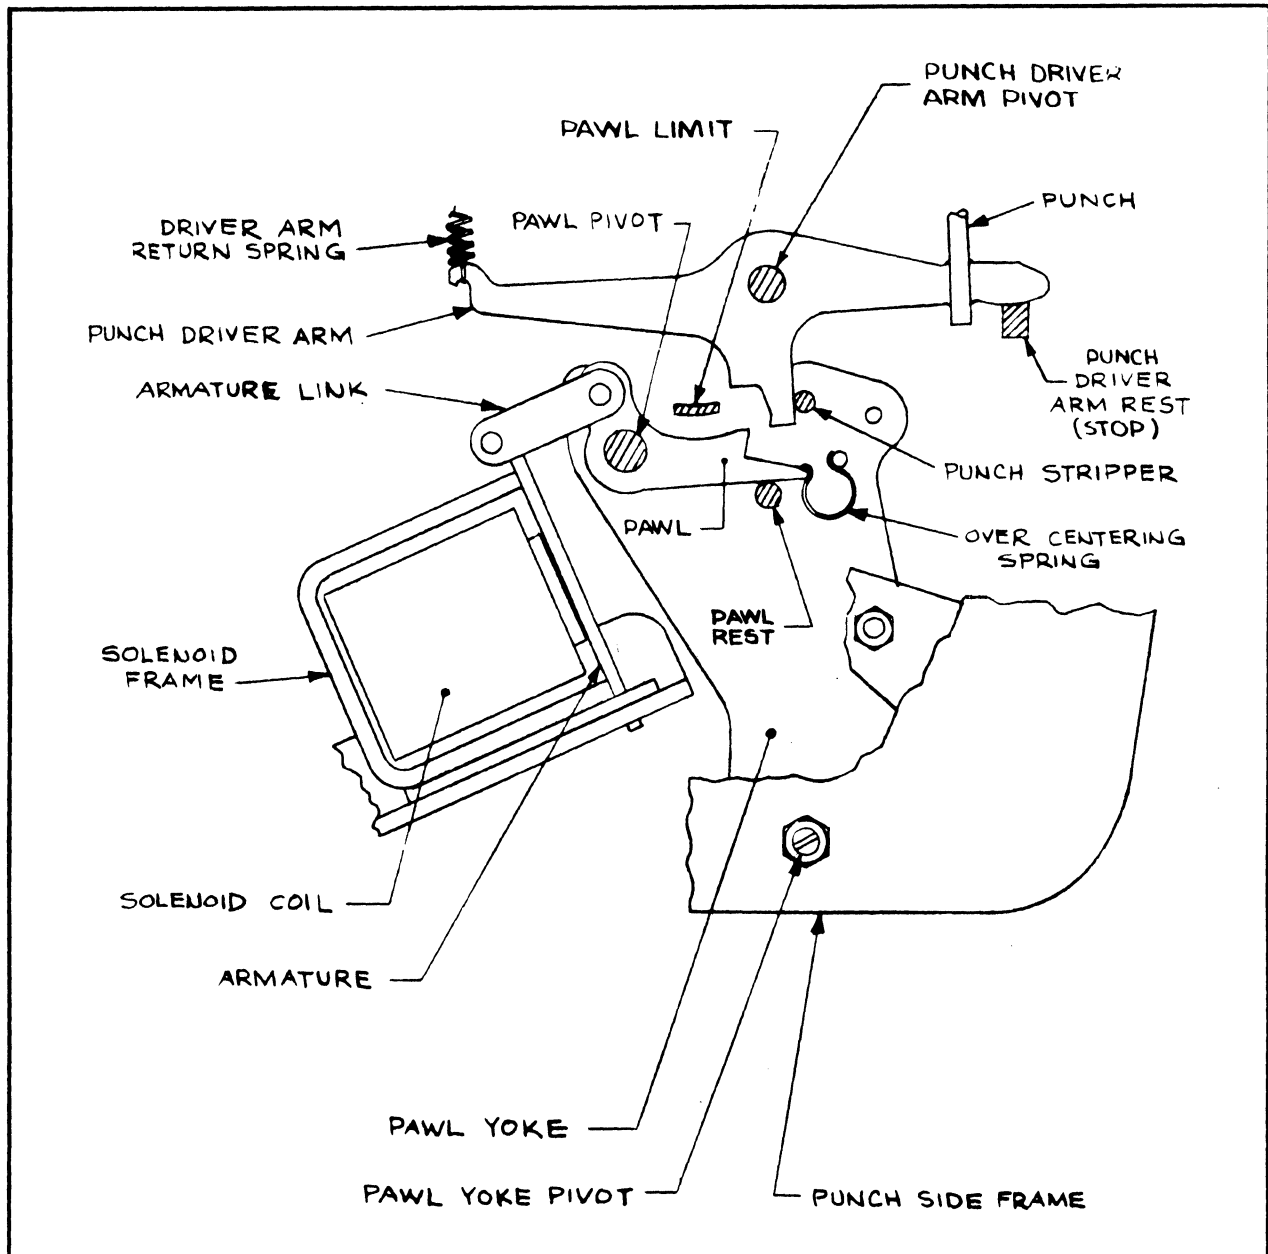 PUNCH DRIVER
ARM PIVOT
PAWL LIMIT
PUNCH
DRIVER ARM
RETURN SPRING
PAWL PIVOT
PUNCH DRIVER ARM
ARMATURE LINK
PUNCH
DRIVER
ARM REST
(STOP)
PUNCH STRIPPER
PAWL
OVER CENTERING
SPRING
PAWL
REST
SOLENOID
FRAME
SOLENOID COIL
ARMATURE
PAWL YOKE
PAWL YOKE PIVOT
PUNCH SIDE FRAME